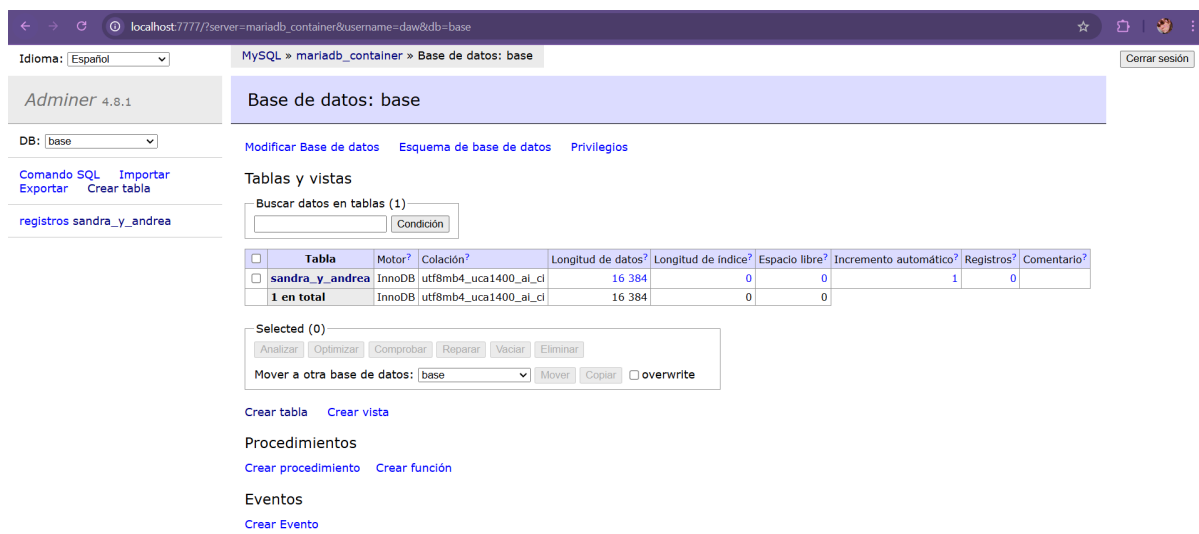 localhost:7777/?server=mariadb_container&username=daw&db=base
Idioma: Español
MySQL » mariadb_container » Base de datos: base
Cerrar sesión
Adminer 4.8.1
Base de datos: base
DB: base
Modificar Base de datos Esquema de base de datos Privilegios
Comando SQL Importar
Exportar Crear tabla
registros sandra_y_andrea
Tablas y vistas
Buscar datos en tablas (1)
Condición
Tabla Motor? Colación? Longitud de datos? Longitud de índice? Espacio libre? Incremento automático? Registros? Comentario?
sandra_y_andrea InnoDB utf8mb4_uca1400_ai_ci 16 384 0 0 1 0
1 en total InnoDB utf8mb4_uca1400_ai_ci 16 384 0 0
Selected (0)
Analizar Optimizar Comprobar Reparar Vaciar Eliminar
Mover a otra base de datos: base Mover Copiar overwrite
Crear tabla Crear vista
Procedimientos
Crear procedimiento Crear función
Eventos
Crear Evento